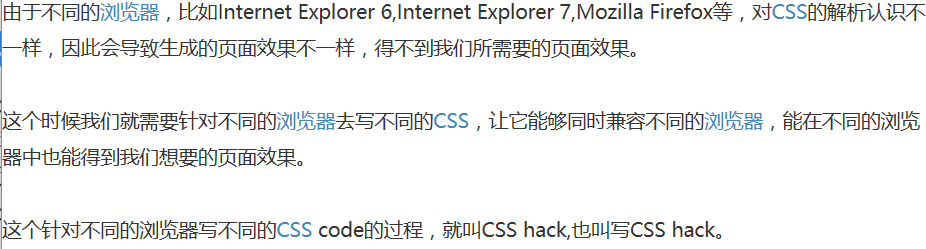 由于不同的浏览器，比如Internet Explorer 6,Internet Explorer 7,Mozilla Firefox等，对CSS的解析认识不
一样，因此会导致生成的页面效果不一样，得不到我们所需要的页面效果。
这个时候我们就需要针对不同的浏览器去写不同的CSS，让它能够同时兼容不同的浏览器，能在不同的浏览
器中也能得到我们想要的页面效果。
这个针对不同的浏览器写不同的CSS code的过程，就叫CSS hack,也叫写CSS hack。